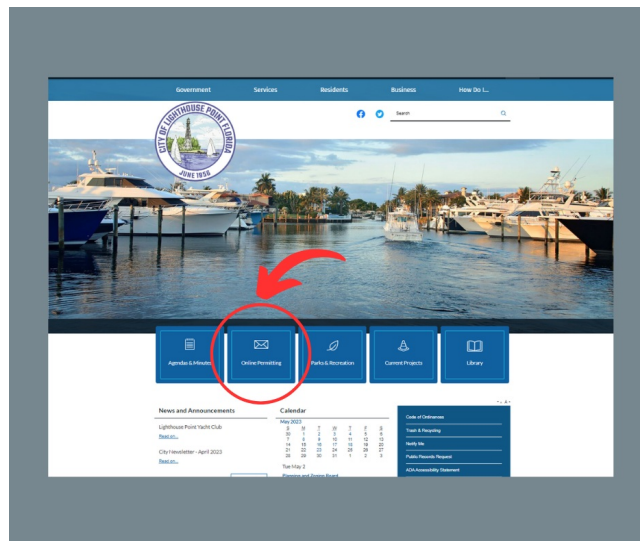 Government Services Residents Business How Do I...
CITY OF LIGHTHOUSE POINT FLORIDA
JUNE 1956
Search
Agendas & Minutes Online Permitting Parks & Recreation Current Projects Library
News and Announcements
Lighthouse Point Yacht Club
Read on...
City Newsletter - April 2023
Read on...
Calendar
May 2023
S M T W T F S
30 1 2 3 4 5 6
7 8 9 10 11 12 13
14 15 16 17 18 19 20
21 22 23 24 25 26 27
28 29 30 31 1 2 3
Tue May 2
Planning and Zoning Board
Code of Ordinances
Trash & Recycling
Notify Me
Public Records Request
ADA Accessibility Statement